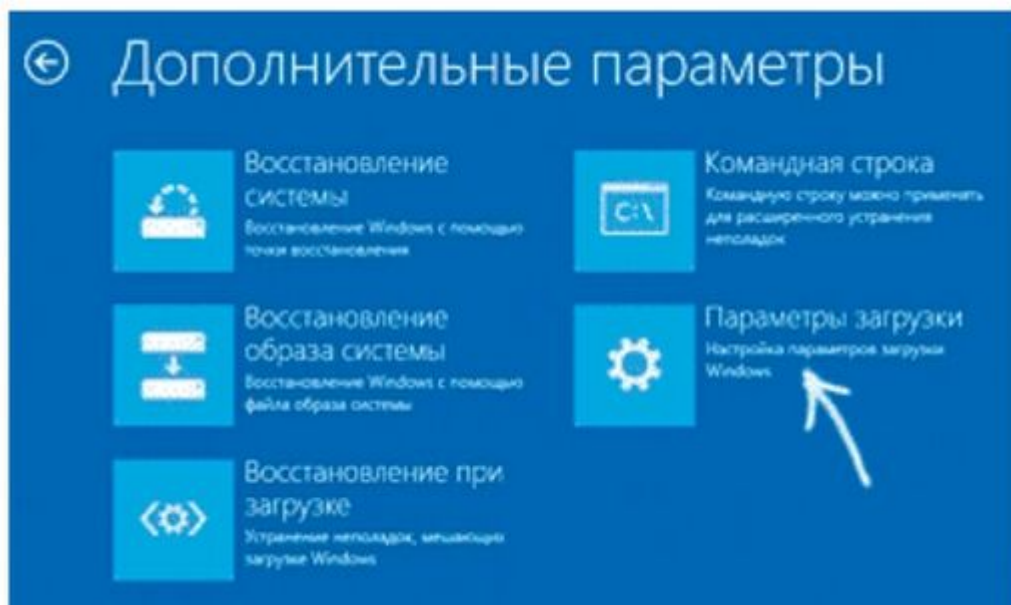 Дополнительные параметры
Восстановление
системы
Восстановление Windows с помощью
точки восстановления
Восстановление
образа системы
Восстановление Windows с помощью
файла образа системы
Восстановление при
загрузке
Устранение неполадок, мешающих
загрузке Windows
Командная строка
Командную строку можно применять
для расширенного устранения
неполадок
C:\
Параметры загрузки
Настройка параметров загрузки
Windows